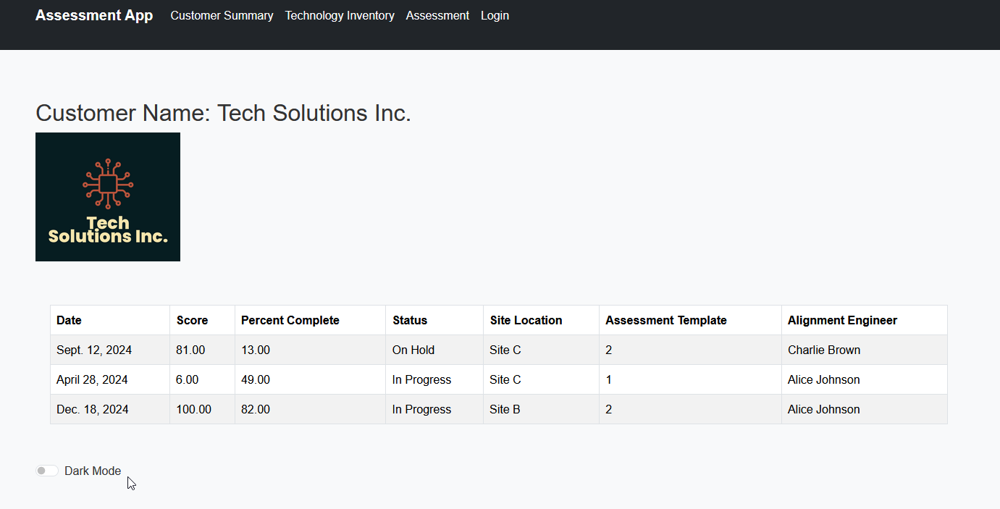 Assessment App Customer Summary Technology Inventory Assessment Login
Customer Name: Tech Solutions Inc.
Tech
Solutions Inc.
Date Score Percent Complete Status Site Location Assessment Template Alignment Engineer
Sept. 12, 2024 81.00 13.00 On Hold Site C 2 Charlie Brown
April 28, 2024 6.00 49.00 In Progress Site C 1 Alice Johnson
Dec. 18, 2024 100.00 82.00 In Progress Site B 2 Alice Johnson
Dark Mode